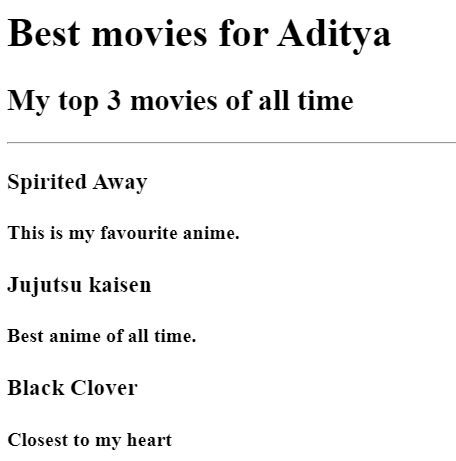 Best movies for Aditya
My top 3 movies of all time
Spirited Away
This is my favourite anime.
Jujutsu kaisen
Best anime of all time.
Black Clover
Closest to my heart